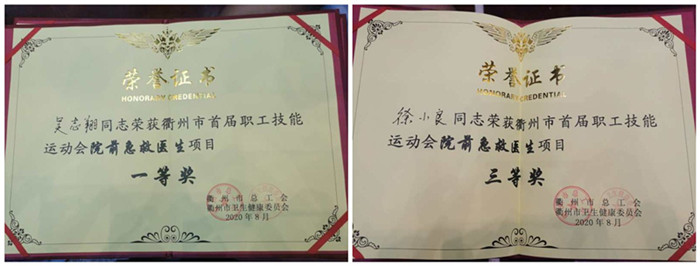 荣誉证书
HONORARY CREDENTIAL
吴志翔同志荣获衢州市首届职工技能
运动会院前急救医生项目
一等奖
衢州市总工会
衢州市卫生健康委员会
2020年8月
荣誉证书
HONORARY CREDENTIAL
徐小良同志荣获衢州市首届职工技能
运动会院前急救医生项目
三等奖
衢州市总工会
衢州市卫生健康委员会
2020年8月